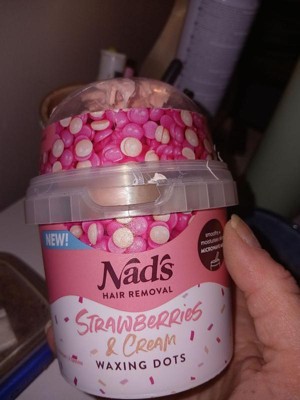 NEW!
Nad's
HAIR REMOVAL
STRAWBERRIES
& CREAM
WAXING DOTS